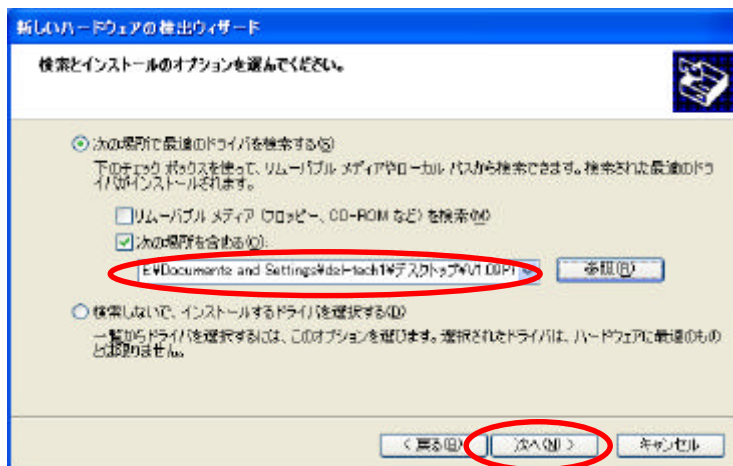 新しいハードウェアの検出ウィザード
検索とインストールのオプションを選んでください。
次の場所で最適のドライバを検索する(S)
下のチェック ボックスを使って、リムーバブル メディアやローカル パスから検索できます。検索された最適のドラ
イバがインストールされます。
リムーバブル メディア (フロッピー、CD-ROM など) を検索(M)
次の場所を含める(O):
E:¥Documents and Settings¥del-tech1¥デスクトップ¥V1.09P1
参照(R)
検索しないで、インストールするドライバを選択する(D)
一覧からドライバを選択するには、このオプションを選びます。選択されたドライバは、ハードウェアに最適のもの
とは限りません。
< 戻る(B)
次へ(N) >
キャンセル